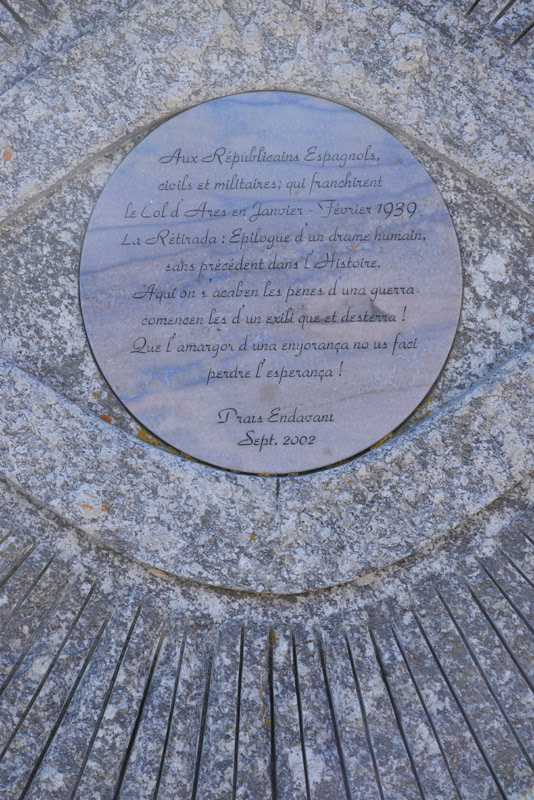 Aux Républicains Espagnols,
civils et militaires; qui franchirent
le Col d'Ares en Janvier - Février 1939
La Rétirada : Epilogue d'un drame humain,
sans précédent dans l'Histoire.
Aqui on s'acaben les penes d'una guerra
comencen les d'un exili que et desterra !
Que l'amargor d'una enyorança no us faci
perdre l'esperança !
Prats Endavant
Sept. 2002